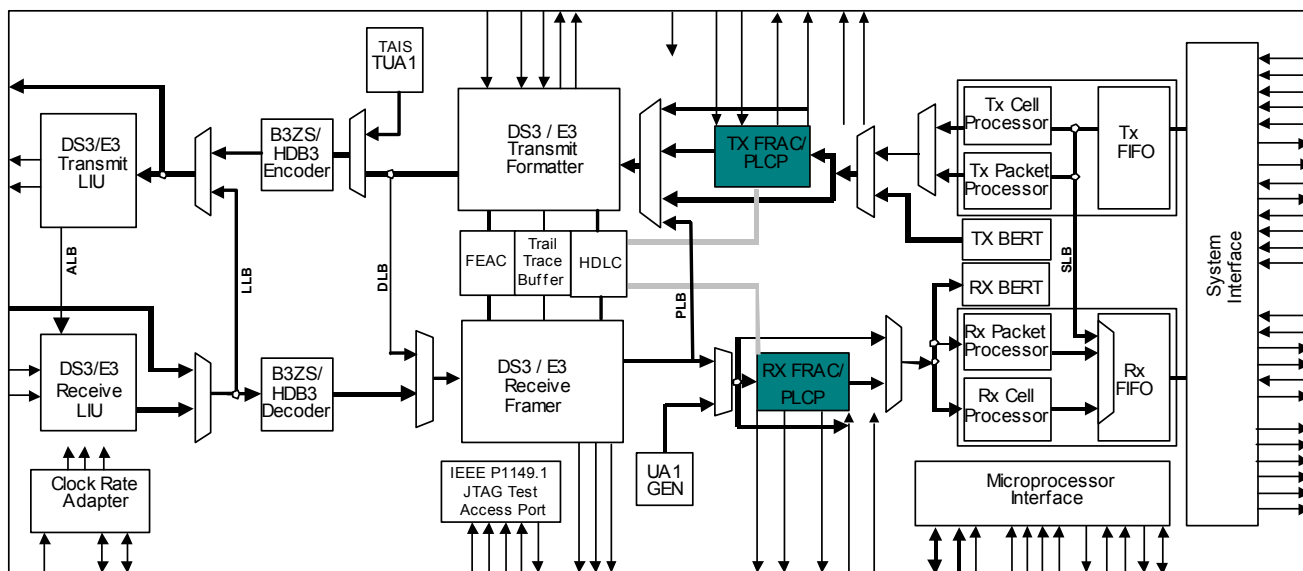 TAIS
TUA1
DS3/E3
Transmit
LIU
B3ZS/
HDB3
Encoder
DS3 / E3
Transmit
Formatter
TX FRAC/
PLCP
Tx Cell
Processor
Tx
FIFO
Tx Packet
Processor
TX BERT
RX BERT
System
Interface
ALB
LLB
DLB
FEAC
Trail
Trace
Buffer
HDLC
PLB
SLB
DS3/E3
Receive
LIU
B3ZS/
HDB3
Decoder
DS3 / E3
Receive
Framer
RX FRAC/
PLCP
Rx Packet
Processor
Rx
FIFO
Rx Cell
Processor
UA1
GEN
Clock Rate
Adapter
IEEE P1149.1
JTAG Test
Access Port
Microprocessor
Interface